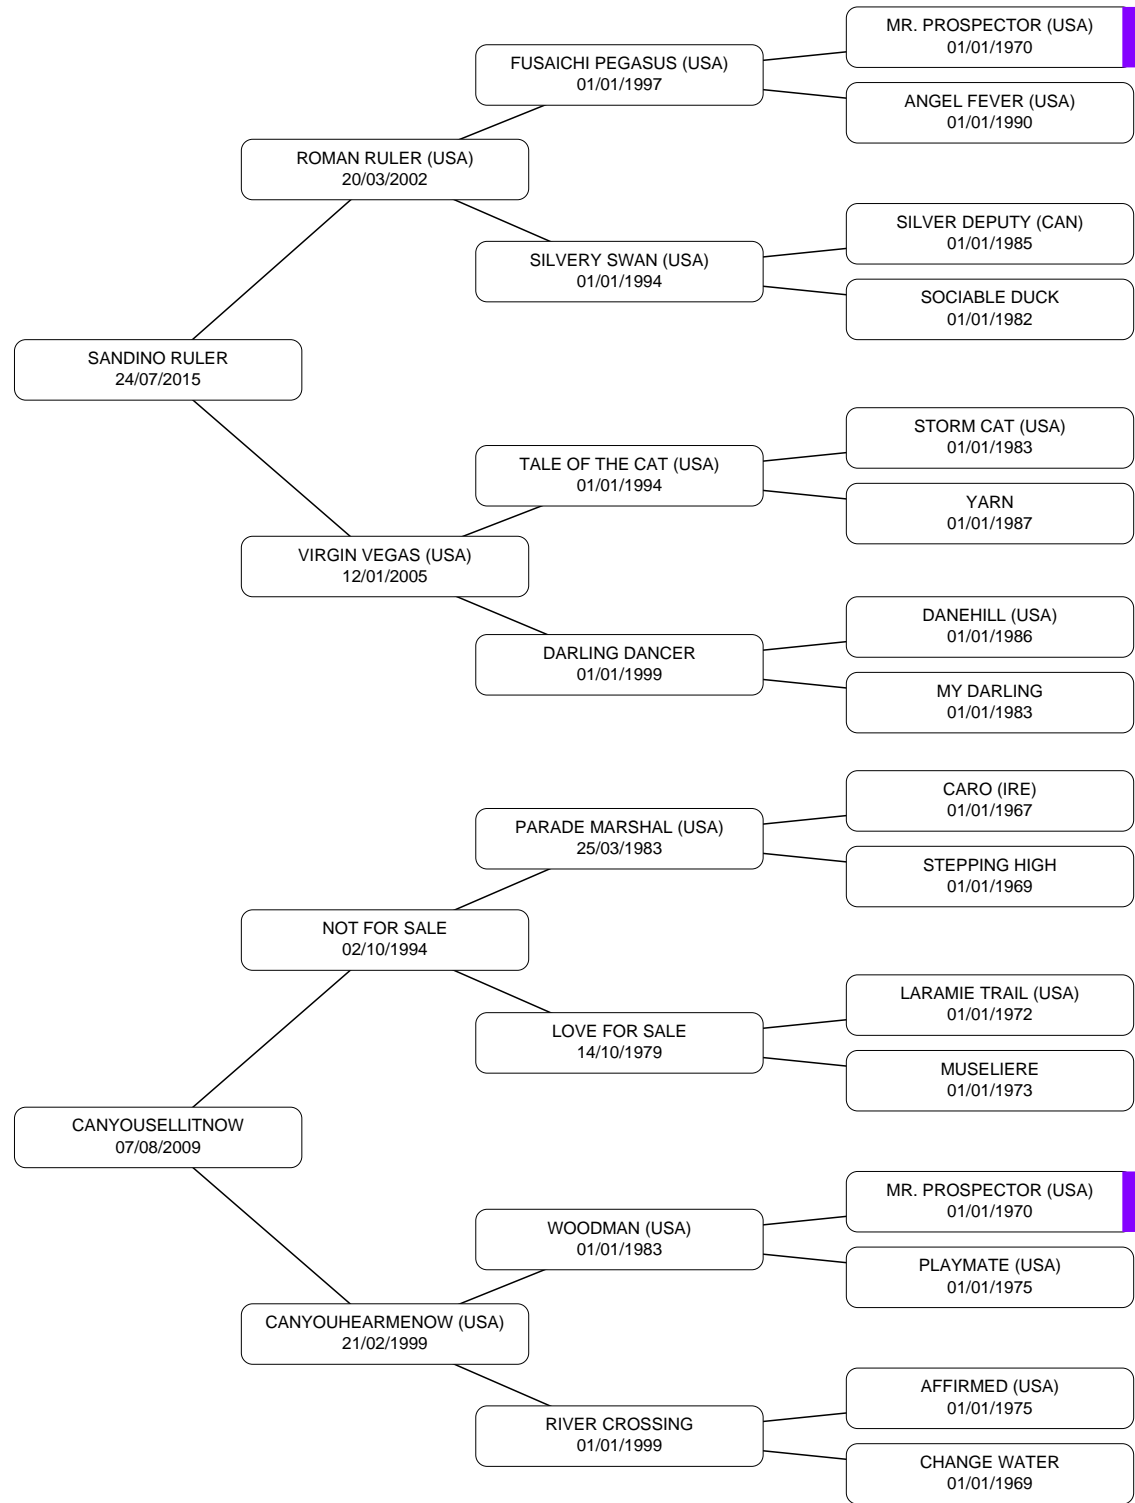 MR. PROSPECTOR (USA)
01/01/1970
FUSAICHI PEGASUS (USA)
01/01/1997
ANGEL FEVER (USA)
01/01/1990
ROMAN RULER (USA)
20/03/2002
SILVER DEPUTY (CAN)
01/01/1985
SILVERY SWAN (USA)
01/01/1994
SOCIABLE DUCK
01/01/1982
SANDINO RULER
24/07/2015
STORM CAT (USA)
01/01/1983
TALE OF THE CAT (USA)
01/01/1994
YARN
01/01/1987
VIRGIN VEGAS (USA)
12/01/2005
DANEHILL (USA)
01/01/1986
DARLING DANCER
01/01/1999
MY DARLING
01/01/1983
CARO (IRE)
01/01/1967
PARADE MARSHAL (USA)
25/03/1983
STEPPING HIGH
01/01/1969
NOT FOR SALE
02/10/1994
LARAMIE TRAIL (USA)
01/01/1972
LOVE FOR SALE
14/10/1979
MUSELIERE
01/01/1973
CANYOUSELLITNOW
07/08/2009
MR. PROSPECTOR (USA)
01/01/1970
WOODMAN (USA)
01/01/1983
PLAYMATE (USA)
01/01/1975
CANYOUHEARMENOW (USA)
21/02/1999
AFFIRMED (USA)
01/01/1975
RIVER CROSSING
01/01/1999
CHANGE WATER
01/01/1969